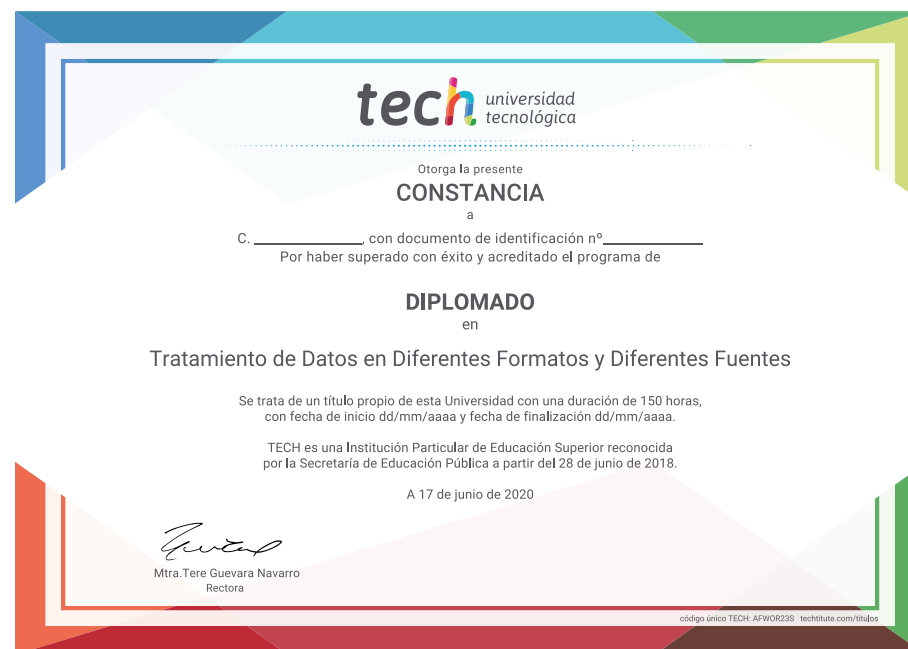 tech universidad
tecnológica
Otorga la presente
CONSTANCIA
a
C. ____________, con documento de identificación nº___________
Por haber superado con éxito y acreditado el programa de
DIPLOMADO
en
Tratamiento de Datos en Diferentes Formatos y Diferentes Fuentes
Se trata de un título propio de esta Universidad con una duración de 150 horas,
con fecha de inicio dd/mm/aaaa y fecha de finalización dd/mm/aaaa.
TECH es una Institución Particular de Educación Superior reconocida
por la Secretaría de Educación Pública a partir del 28 de junio de 2018.
A 17 de junio de 2020
Mtra.Tere Guevara Navarro
Rectora
código único TECH: AFWOR23S techtitute.com/titulos